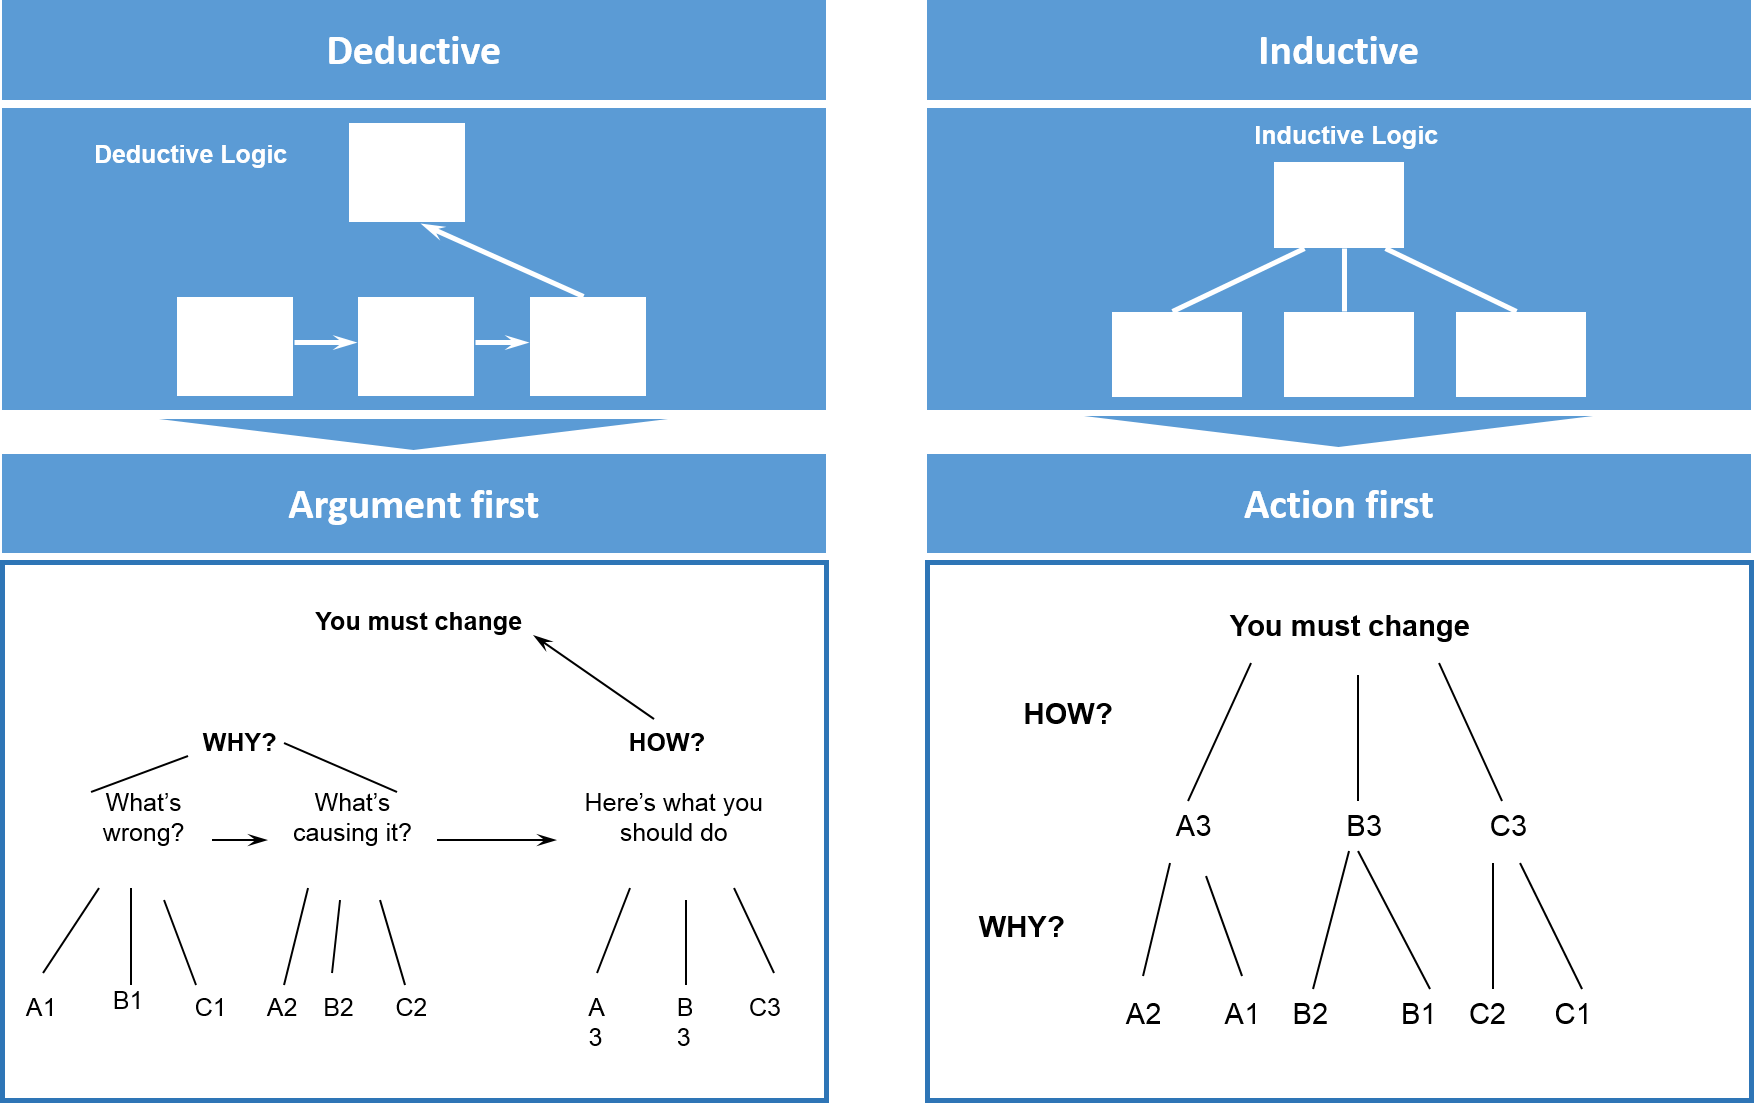 Deductive
Deductive Logic
Argument first
You must change
WHY?
HOW?
What's
wrong?
What's
causing it?
Here's what you
should do
A1
B1
C1
A2
B2
C2
A
3
B
3
C3
Inductive
Inductive Logic
Action first
You must change
HOW?
A3
B3
C3
WHY?
A2
A1
B2
B1
C2
C1